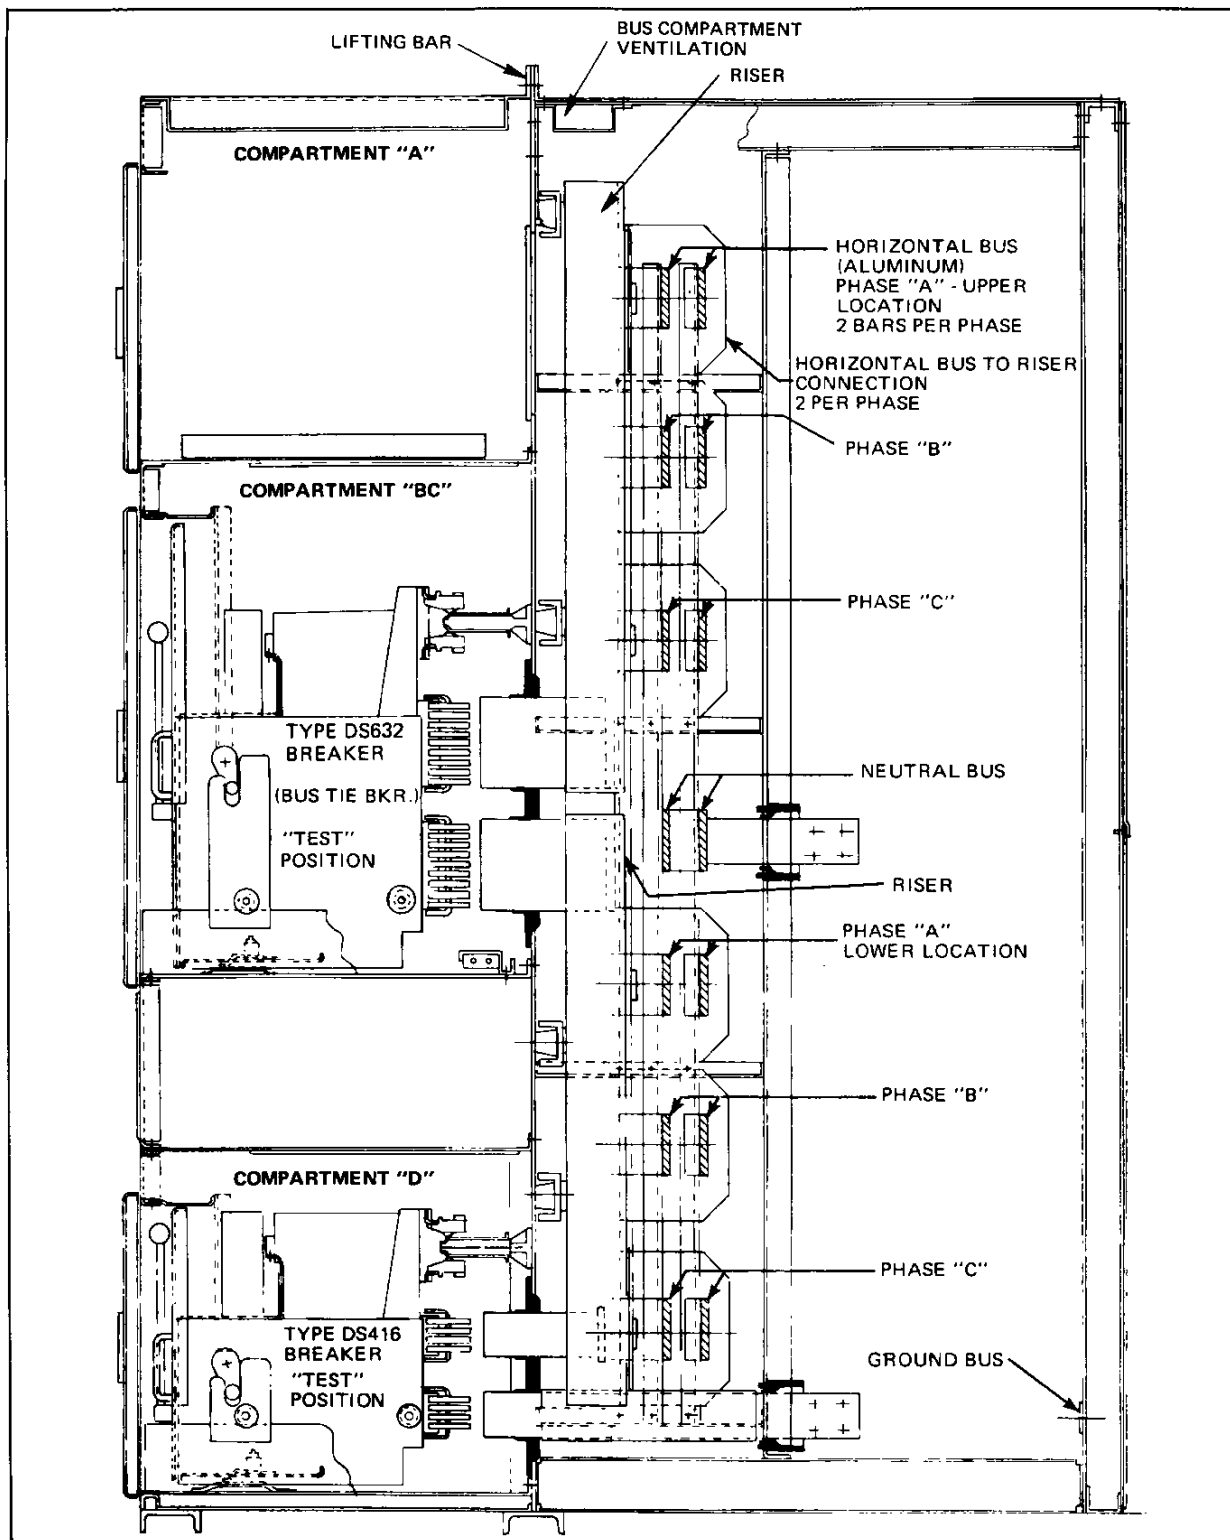 LIFTING BAR
BUS COMPARTMENT
VENTILATION
RISER
COMPARTMENT "A"
HORIZONTAL BUS
(ALUMINUM)
PHASE "A" - UPPER
LOCATION
2 BARS PER PHASE
HORIZONTAL BUS TO RISER
CONNECTION
2 PER PHASE
PHASE "B"
COMPARTMENT "BC"
PHASE "C"
TYPE DS632
BREAKER
(BUS TIE BKR.)
"TEST"
POSITION
NEUTRAL BUS
RISER
PHASE "A"
LOWER LOCATION
PHASE "B"
COMPARTMENT "D"
PHASE "C"
TYPE DS416
BREAKER
"TEST"
POSITION
GROUND BUS